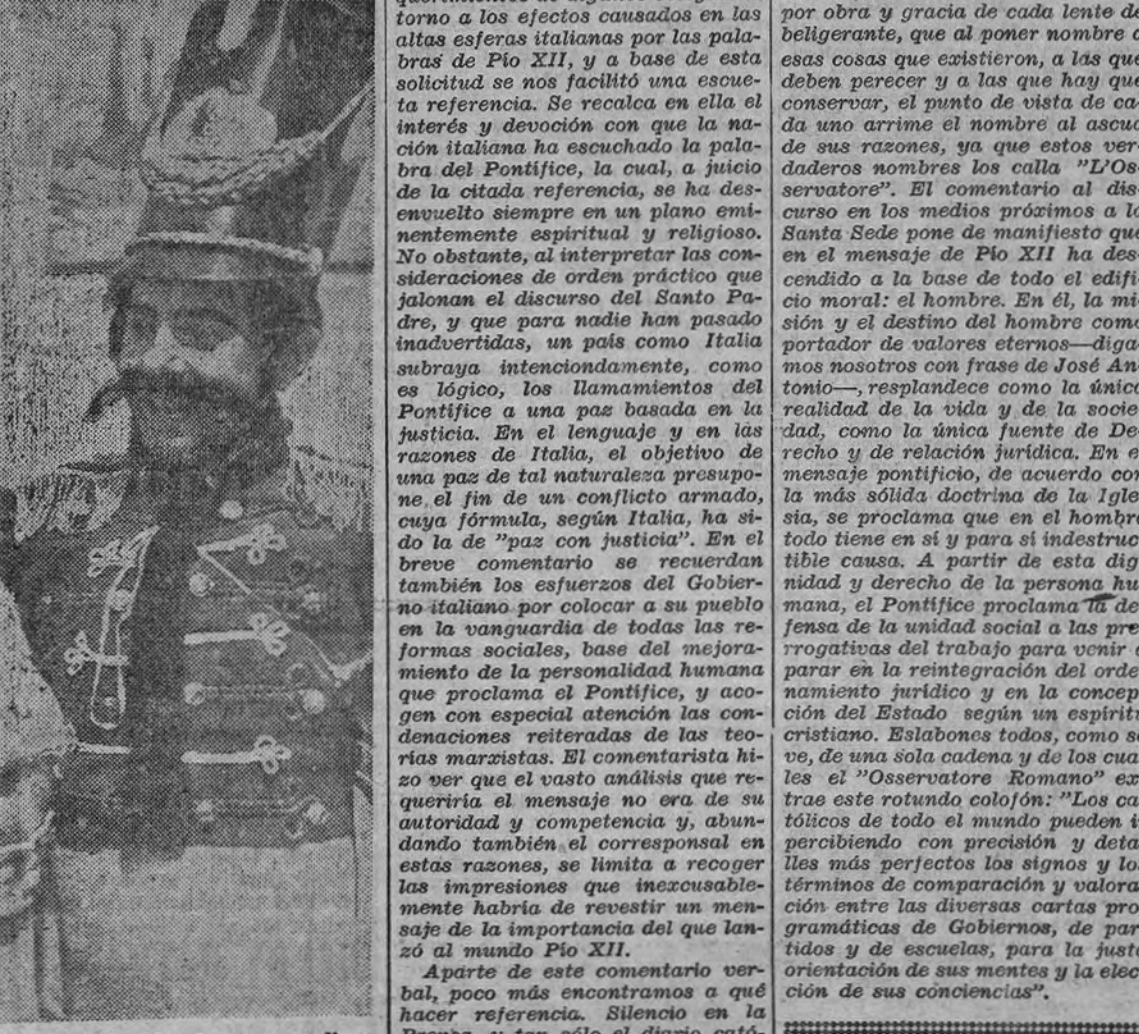 torno a los efectos causados en las
altas esferas italianas por las pala-
bras de Pío XII, y a base de esta
solicitud se nos facilitó una escue-
ta referencia. Se recalca en ella el
interés y devoción con que la na-
ción italiana ha escuchado la pala-
bra del Pontífice, la cual, a juicio
de la citada referencia, se ha des-
envuelto siempre en un plano emi-
nentemente espiritual y religioso.
No obstante, al interpretar las con-
sideraciones de orden práctico que
jalonan el discurso del Santo Pa-
dre, y que para nadie han pasado
inadvertidas, un país como Italia
subraya intenciondamente, como
es lógico, los llamamientos del
Pontífice a una paz basada en la
justicia. En el lenguaje y en las
razones de Italia, el objetivo de
una paz de tal naturaleza presupo-
ne el fin de un conflicto armado,
cuya fórmula, según Italia, ha si-
do la de "paz con justicia". En el
breve comentario se recuerdan
también los esfuerzos del Gobier-
no italiano por colocar a su pueblo
en la vanguardia de todas las re-
formas sociales, base del mejora-
miento de la personalidad humana
que proclama el Pontífice, y aco-
gen con especial atención las con-
denaciones reiteradas de las teo-
rías marxistas. El comentarista hi-
zo ver que el vasto análisis que re-
queriría el mensaje no era de su
autoridad y competencia y, abun-
dando también el corresponsal en
estas razones, se limita a recoger
las impresiones que inexcusable-
mente habría de revestir un men-
saje de la importancia del que lan-
zó al mundo Pío XII.
Aparte de este comentario ver-
bal, poco más encontramos a qué
hacer referencia. Silencio en la
por obra y gracia de cada lente de
beligerante, que al poner nombre a
esas cosas que existieron, a las que
deben perecer y a las que hay que
conservar, el punto de vista de ca-
da uno arrime el nombre al ascua
de sus razones, ya que estos ver-
daderos nombres los calla "L'Os-
servatore". El comentario al dis-
curso en los medios próximos a la
Santa Sede pone de manifiesto que
en el mensaje de Pío XII ha des-
cendido a la base de todo el edifi-
cio moral: el hombre. En él, la mi-
sión y el destino del hombre como
portador de valores eternos—diga-
mos nosotros con frase de José An-
tonio—, resplandece como la única
realidad de la vida y de la socie-
dad, como la única fuente de De-
recho y de relación jurídica. En el
mensaje pontificio, de acuerdo con
la más sólida doctrina de la Igle-
sia, se proclama que en el hombre
todo tiene en sí y para sí indestruc-
tible causa. A partir de esta dig-
nidad y derecho de la persona hu-
mana, el Pontífice proclama la de-
fensa de la unidad social a las pre-
rrogativas del trabajo para venir a
parar en la reintegración del orde-
namiento jurídico y en la concep-
ción del Estado según un espíritu
cristiano. Eslabones todos, como se
ve, de una sola cadena y de los cua-
les el "Osservatore Romano" ex-
trae este rotundo colofón: "Los ca-
tólicos de todo el mundo pueden ir
percibiendo con precisión y deta-
lles más perfectos los signos y los
términos de comparación y valora-
ción entre las diversas cartas pro-
gramáticas de Gobiernos, de par-
tidos y de escuelas, para la justa
orientación de sus mentes y la elec-
ción de sus conciencias".